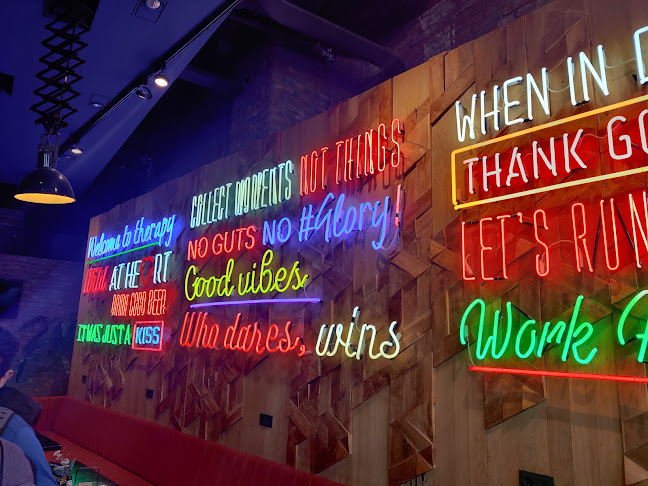 Welcome to therapy
AT HE RT
DRINK GOOD BEER
IT WAS JUST A KISS
COLLECT MOMENTS NOT THINGS
NO GUTS NO #Glory!
Good vibes
Who dares, wins
WHEN IN D
THANK GO
LET'S RUN
Work